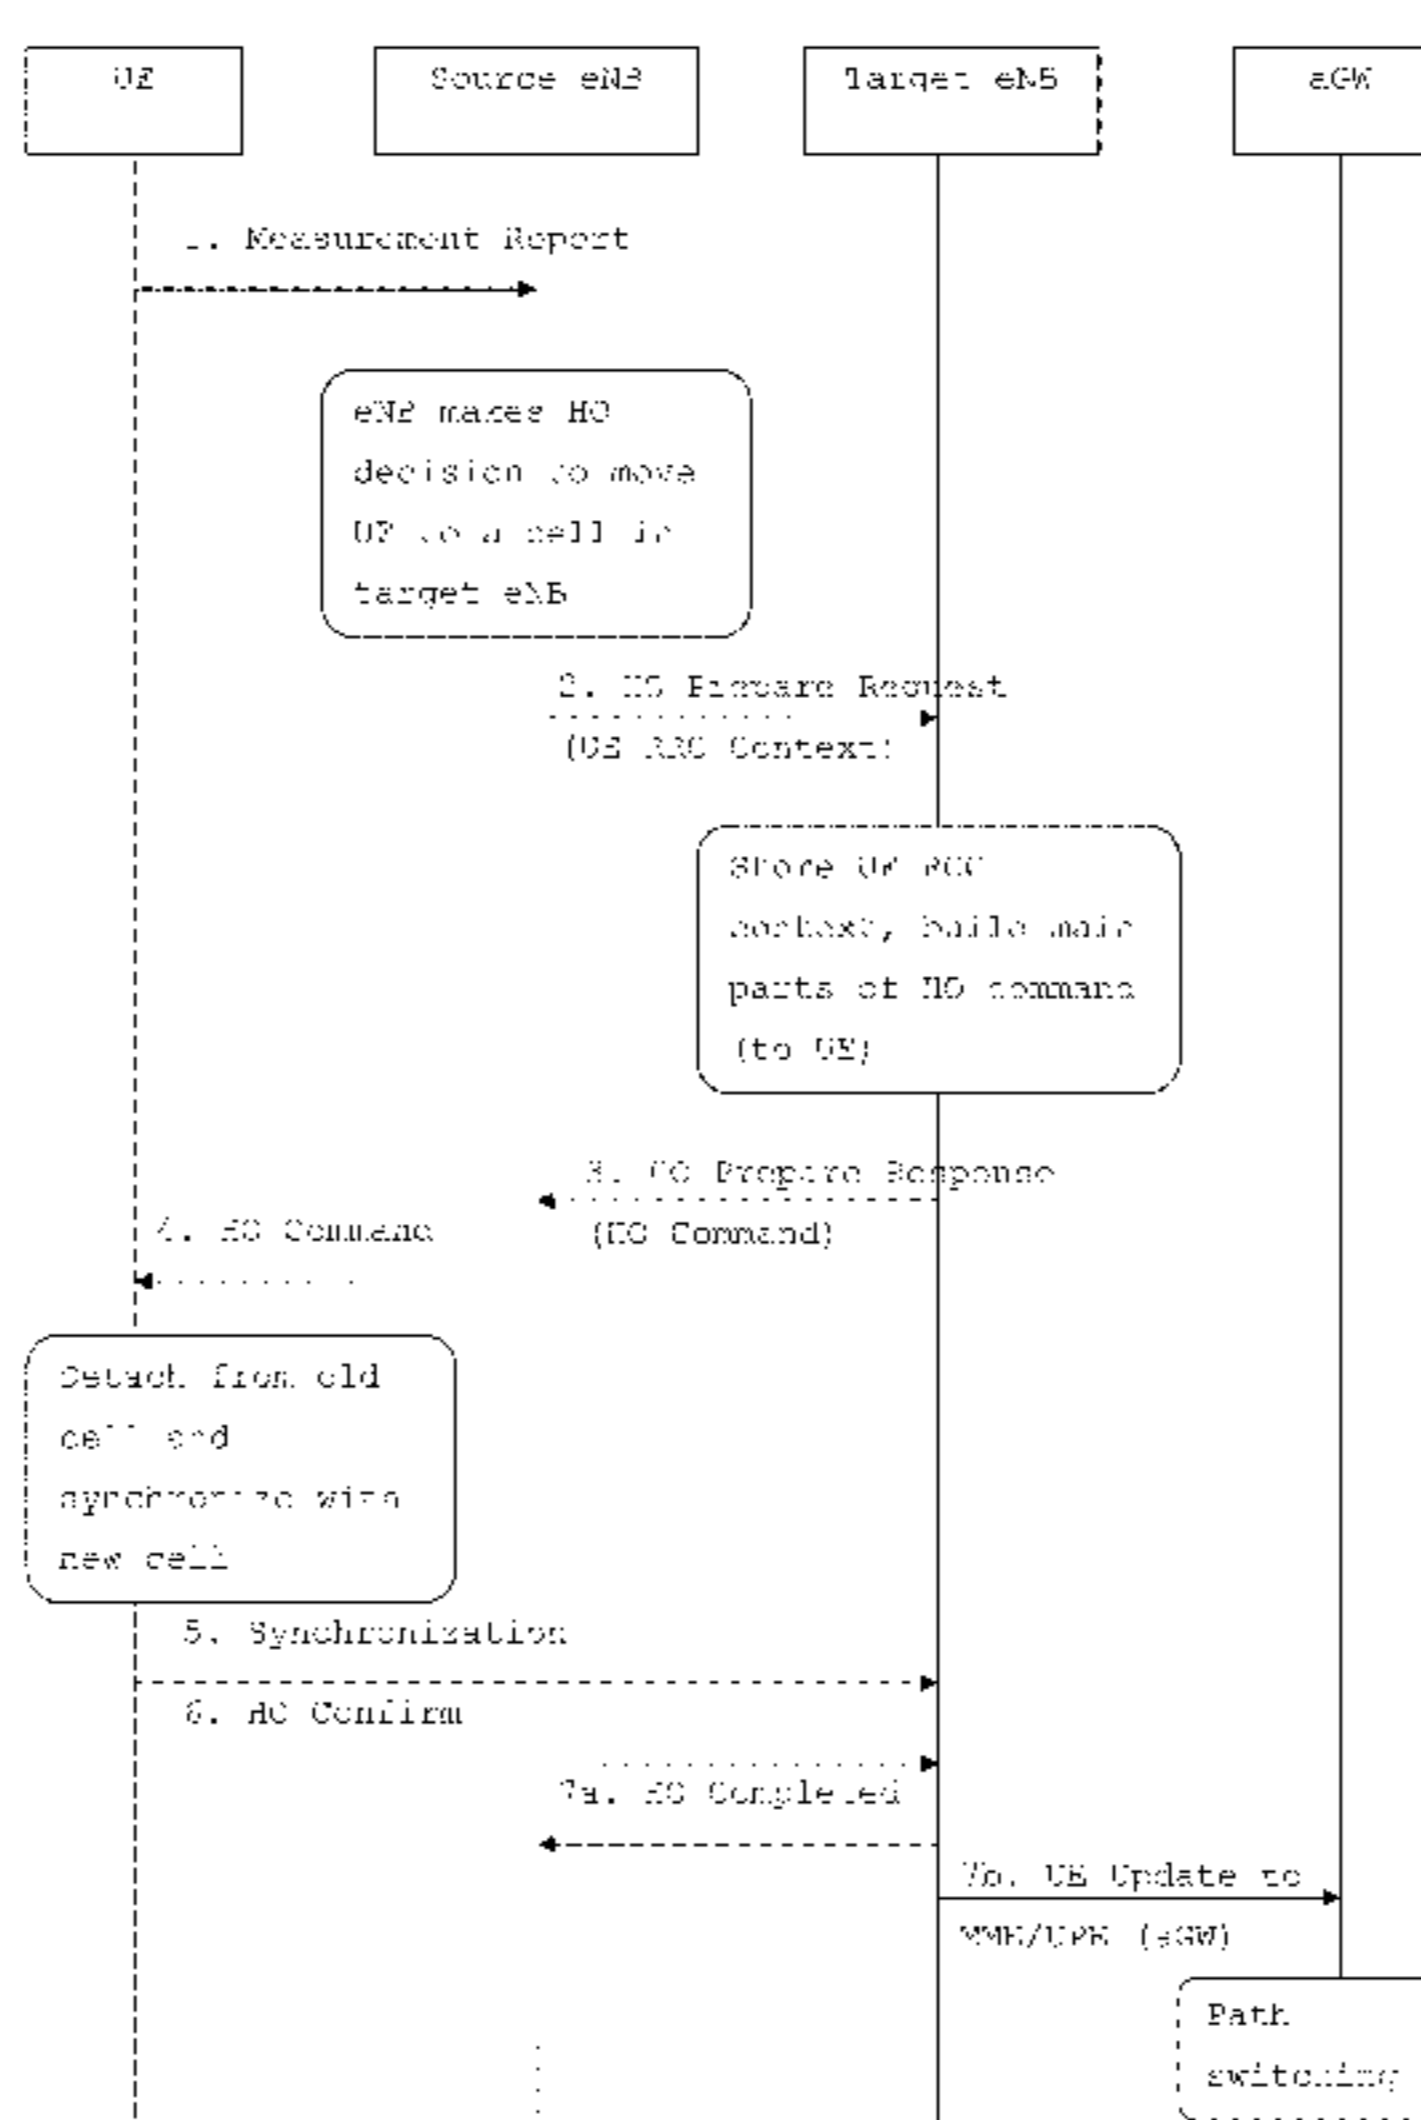 UE
Source eNB
Target eNB
aGW
1. Measurement Report
eNB makes HO
decision to move
UE to a cell in
target eNB
2. HO Prepare Request
(UE RRC Context)
Store UE RCC
context, build main
parts of HO command
(to UE)
3. HO Prepare Response
(HO Command)
4. HO Command
Detach from old
cell and
synchronize with
new cell
5. Synchronization
6. HO Confirm
7a. HO Completed
7b. UE Update to
MME/UPE (aGW)
Path
switching